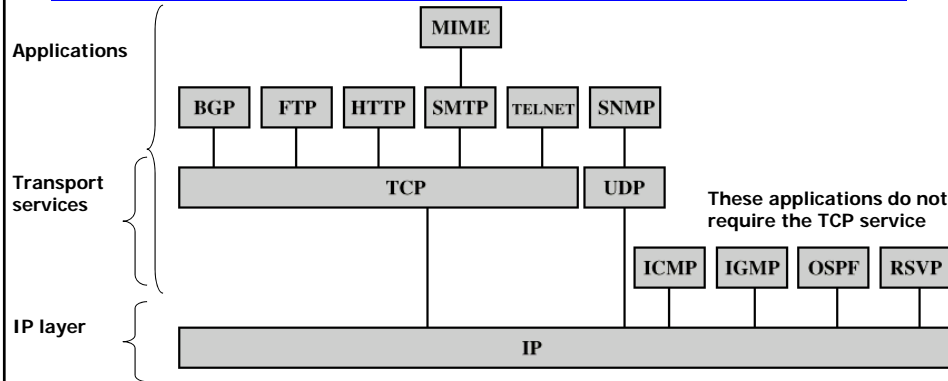 MIME
Applications
BGP FTP HTTP SMTP TELNET SNMP
Transport
services
TCP UDP
These applications do not
require the TCP service
ICMP IGMP OSPF RSVP
IP layer
IP